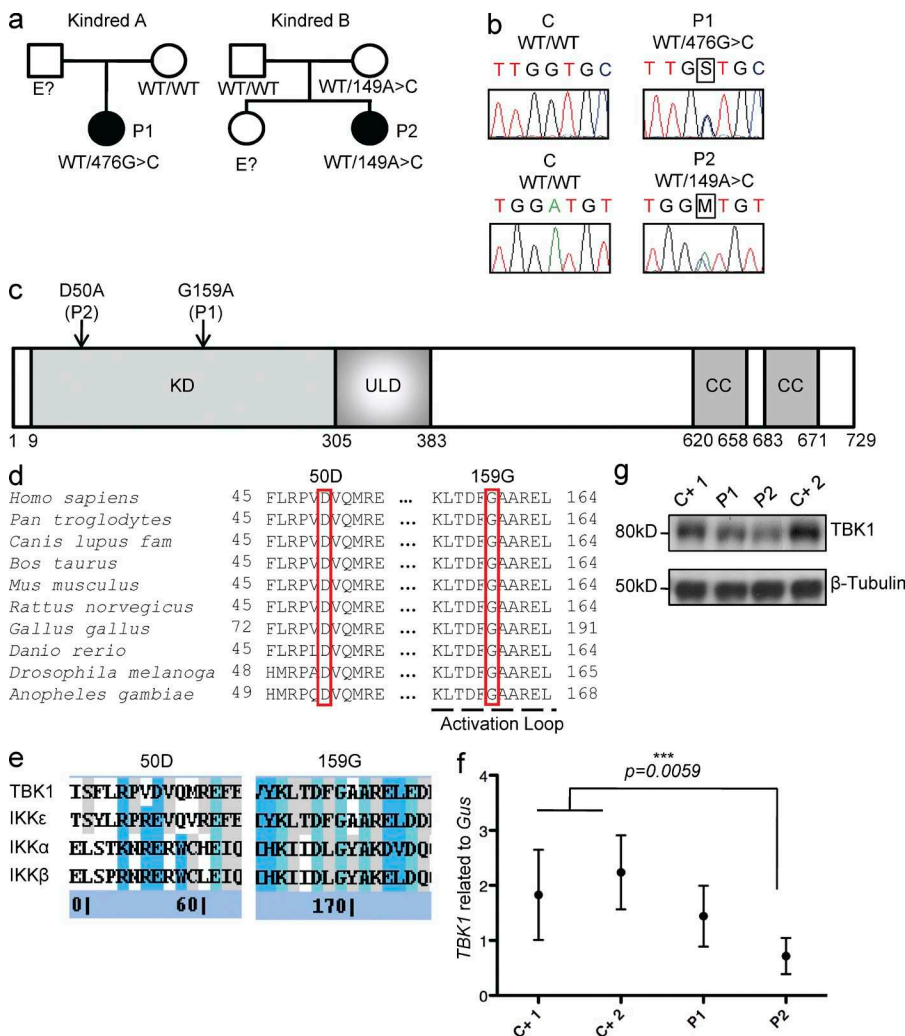 a
Kindred A
Kindred B
E?
WT/WT
P1
WT/476G>C
WT/WT
WT/149A>C
E?
P2
WT/149A>C
b
C
WT/WT
T T G G T G C
P1
WT/476G>C
T T G S T G C
C
WT/WT
T G G A T G T
P2
WT/149A>C
T G G M T G T
c
D50A
(P2)
G159A
(P1)
KD
ULD
CC
CC
1 9 305 383 620 658 683 671 729
d
50D 159G
Homo sapiens 45 FLRPVDVQMRE ... KLTDFGAAREL 164
Pan troglodytes 45 FLRPVDVQMRE ... KLTDFGAAREL 164
Canis lupus fam 45 FLRPVDVQMRE ... KLTDFGAAREL 164
Bos taurus 45 FLRPVDVQMRE ... KLTDFGAAREL 164
Mus musculus 45 FLRPVDVQMRE ... KLTDFGAAREL 164
Rattus norvegicus 45 FLRPVDVQMRE ... KLTDFGAAREL 164
Gallus gallus 72 FLRPVDVQMRE ... KLTDFGAAREL 191
Danio rerio 45 FLRPLDVQMRE ... KLTDFGAAREL 164
Drosophila melanoga 48 HMRPADVQMRE ... KLTDFGAAREL 165
Anopheles gambiae 49 HMRPQDVQMRE ... KLTDFGAAREL 168
Activation Loop
g
C+ 1 P1 P2 C+ 2
80kD
TBK1
50kD
β-Tubulin
e
50D 159G
TBK1 ISFLRPVDVQMREFE YKLTDFGAARELED
IKKε TSYLRPREVQVREFE YKLTDFGAARELDD
IKKα ELSTKNRERWCHEIQ HKIIDLGYAKDVDQ
IKKβ ELSPRNRERWCLEIQ HKIIDLGYAKELDQ
0| 60| 170|
f
***
p=0.0059
TBK1 related to Gus
4
3
2
1
0
C+ 1 C+ 2 P1 P2